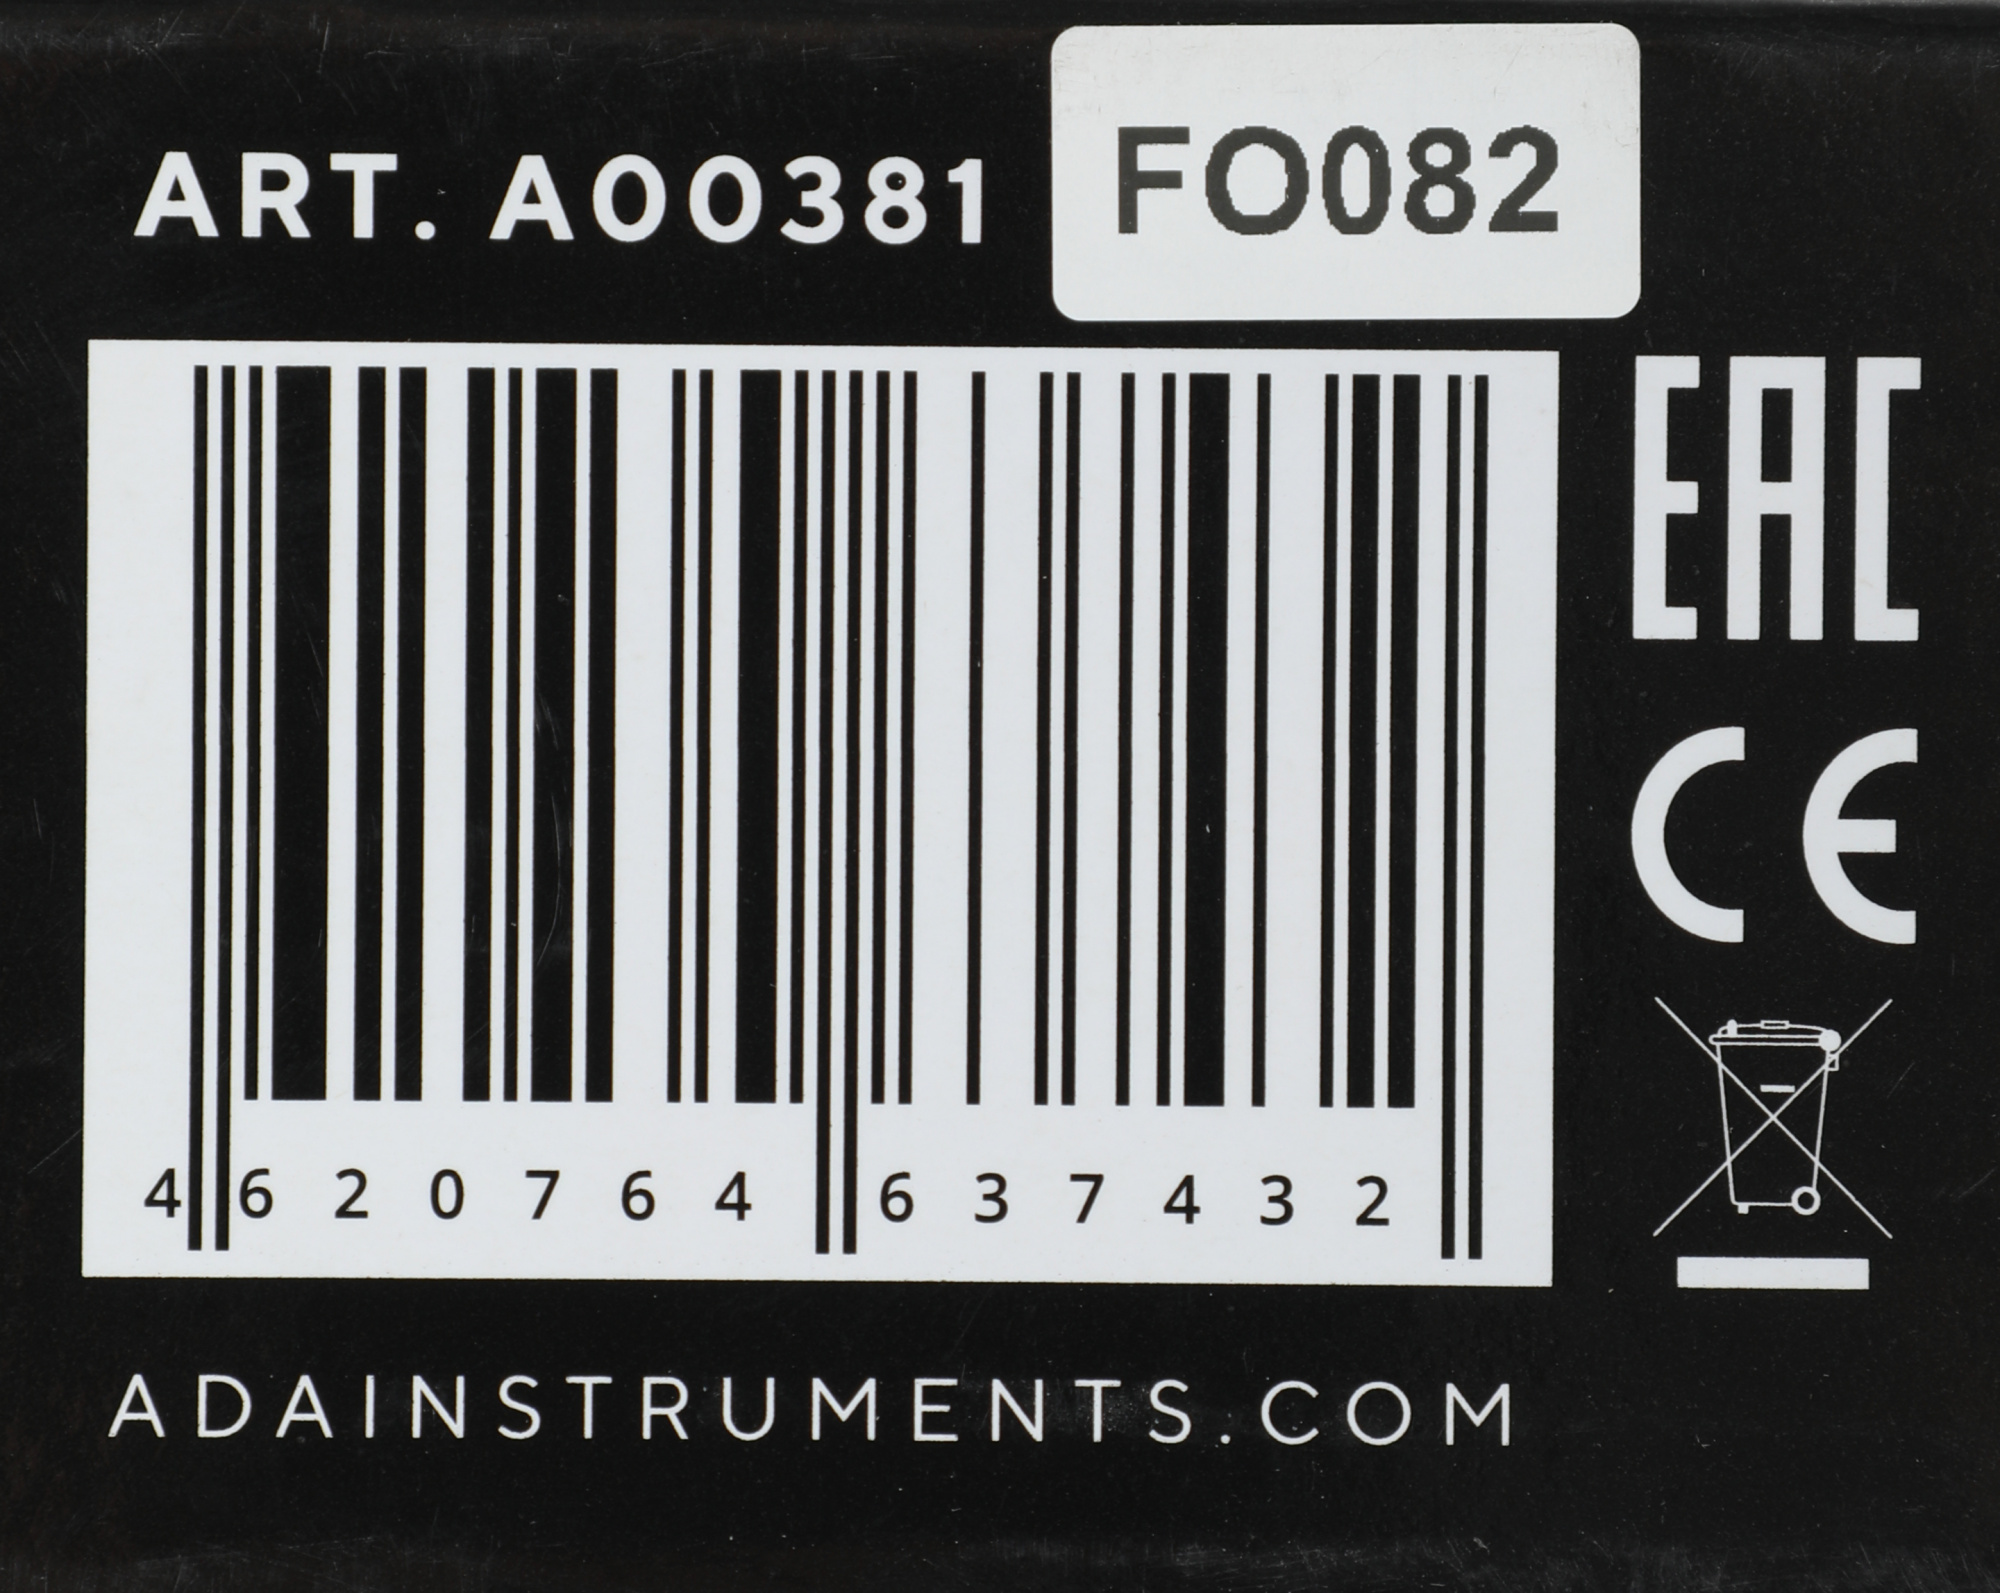 ART. A00381
FO082
EAC
CE
4 620764 637432
ADAINSTRUMENTS.COM